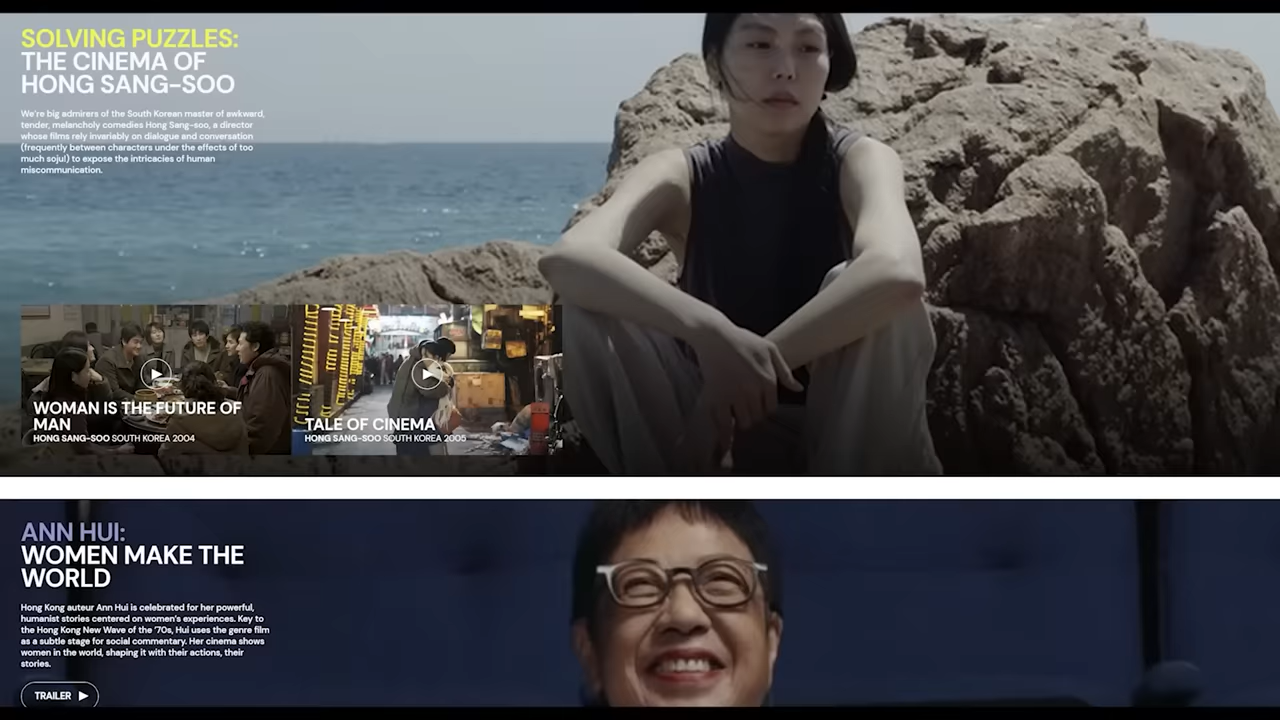 SOLVING PUZZLES:
THE CINEMA OF
HONG SANG-SOO
We're big admirers of the South Korean master of awkward,
tender, melancholy comedies Hong Sang-soo, a director
whose films rely invariably on dialogue and conversation
(frequently between characters under the effects of too
much soju!) to expose the intricacies of human
miscommunication.
WOMAN IS THE FUTURE OF
MAN
HONG SANG-SOO SOUTH KOREA 2004
TALE OF CINEMA
HONG SANG-SOO SOUTH KOREA 2005
ANN HUI:
WOMEN MAKE THE
WORLD
Hong Kong auteur Ann Hui is celebrated for her powerful,
humanist stories centered on women's experiences. Key to
the Hong Kong New Wave of the '70s, Hui uses the genre film
as a subtle stage for social commentary. Her cinema shows
women in the world, shaping it with their actions, their
stories.
TRAILER